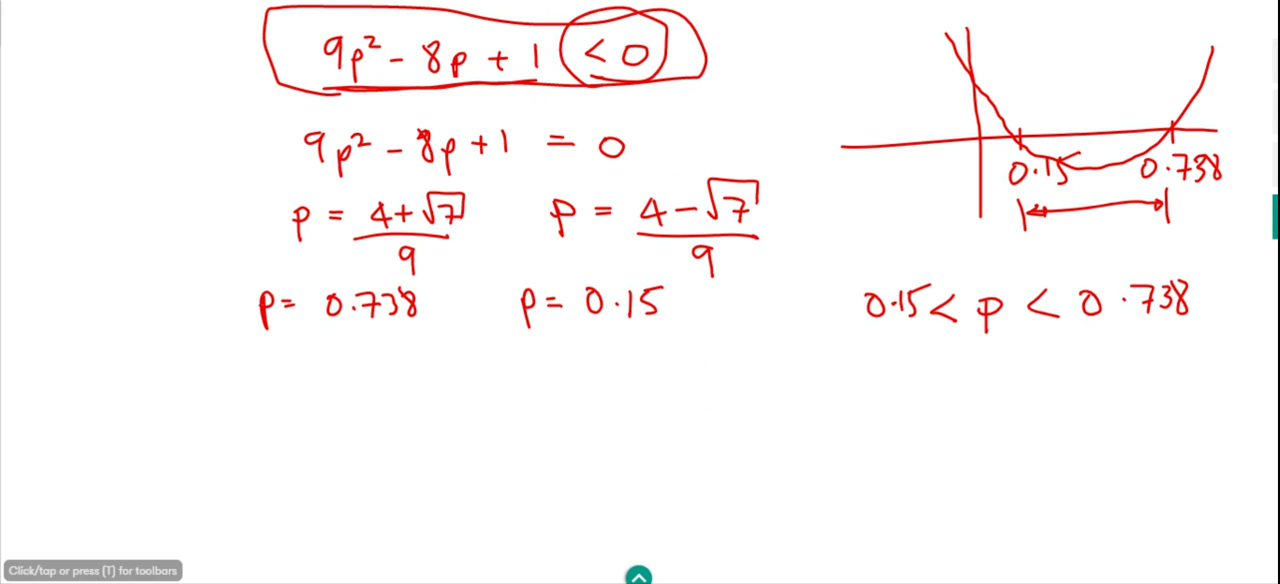 9p² - 8p + 1 < 0
9p² - 8p + 1 = 0
p = 4+√7 / 9 p = 4-√7 / 9
p = 0.738 p = 0.15
0.15 0.738
0.15 < p < 0.738
Click/tap or press [T] for toolbars